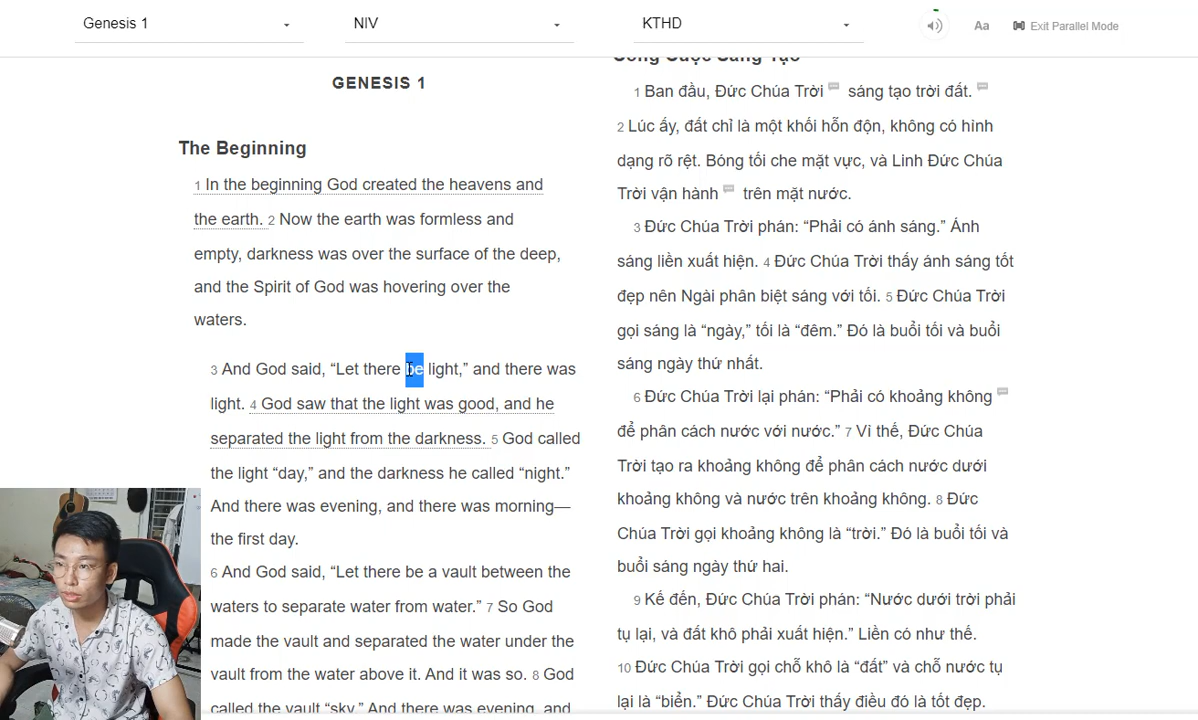 Genesis 1
NIV
KTHD
Aa
Exit Parallel Mode
GENESIS 1
The Beginning
1 In the beginning God created the heavens and
the earth. 2 Now the earth was formless and
empty, darkness was over the surface of the deep,
and the Spirit of God was hovering over the
waters.
3 And God said, “Let there be light,” and there was
light. 4 God saw that the light was good, and he
separated the light from the darkness. 5 God called
the light “day,” and the darkness he called “night.”
And there was evening, and there was morning—
the first day.
6 And God said, “Let there be a vault between the
waters to separate water from water.” 7 So God
made the vault and separated the water under the
vault from the water above it. And it was so. 8 God
called the vault “sky.” And there was evening, and
Công Cuộc Sáng Tạo
1 Ban đầu, Đức Chúa Trời sáng tạo trời đất.
2 Lúc ấy, đất chỉ là một khối hỗn độn, không có hình
dạng rõ rệt. Bóng tối che mặt vực, và Linh Đức Chúa
Trời vận hành trên mặt nước.
3 Đức Chúa Trời phán: “Phải có ánh sáng.” Ánh
sáng liền xuất hiện. 4 Đức Chúa Trời thấy ánh sáng tốt
đẹp nên Ngài phân biệt sáng với tối. 5 Đức Chúa Trời
gọi sáng là “ngày,” tối là “đêm.” Đó là buổi tối và buổi
sáng ngày thứ nhất.
6 Đức Chúa Trời lại phán: “Phải có khoảng không
để phân cách nước với nước.” 7 Vì thế, Đức Chúa
Trời tạo ra khoảng không để phân cách nước dưới
khoảng không và nước trên khoảng không. 8 Đức
Chúa Trời gọi khoảng không là “trời.” Đó là buổi tối và
buổi sáng ngày thứ hai.
9 Kế đến, Đức Chúa Trời phán: “Nước dưới trời phải
tụ lại, và đất khô phải xuất hiện.” Liền có như thế.
10 Đức Chúa Trời gọi chỗ khô là “đất” và chỗ nước tụ
lại là “biển.” Đức Chúa Trời thấy điều đó là tốt đẹp.